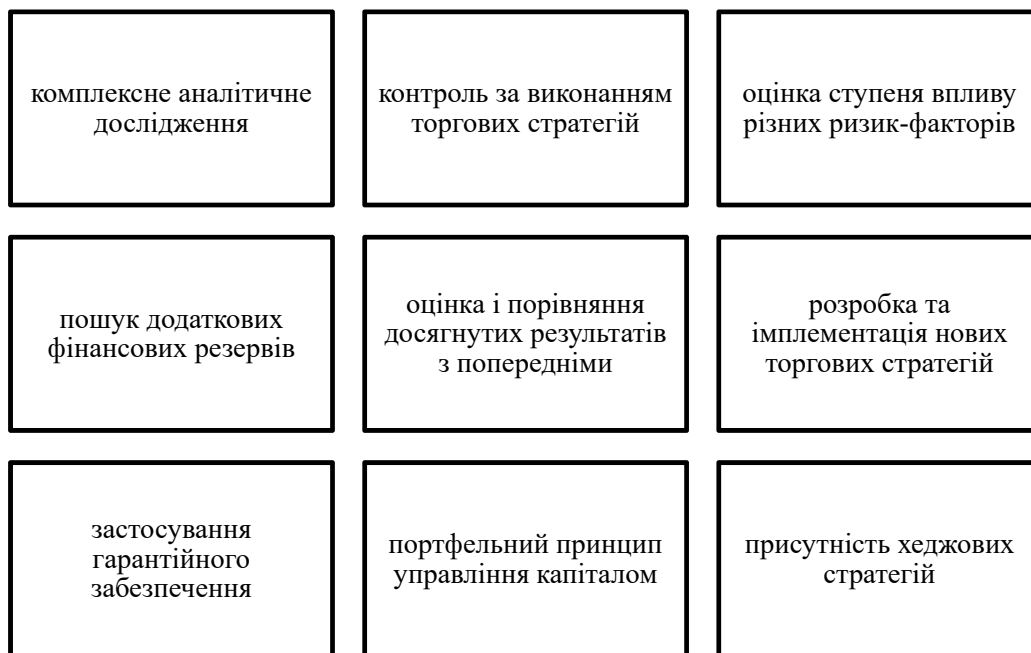 комплексне аналітичне
дослідження
контроль за виконанням
торгових стратегій
оцінка ступеня впливу
різних ризик-факторів
пошук додаткових
фінансових резервів
оцінка і порівняння
досягнутих результатів
з попередніми
розробка та
імплементація нових
торгових стратегій
застосування
гарантійного
забезпечення
портфельний принцип
управління капіталом
присутність хеджових
стратегій